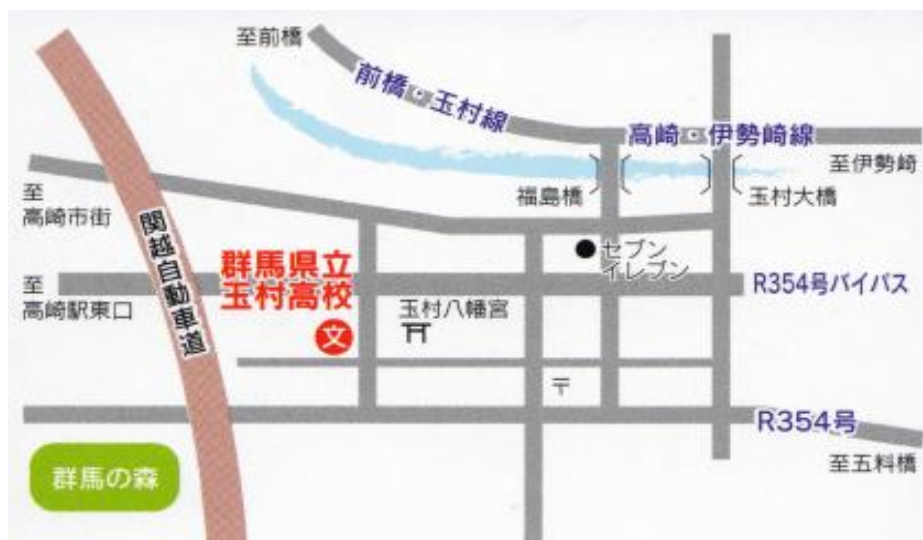 至前橋
前橋・玉村線
高崎・伊勢崎線
至伊勢崎
福島橋
玉村大橋
至
高崎市街
関越自動車道
セブン
イレブン
群馬県立
玉村高校
文
至
高崎駅東口
R354号バイパス
玉村八幡宮
〒
R354号
至五料橋
群馬の森